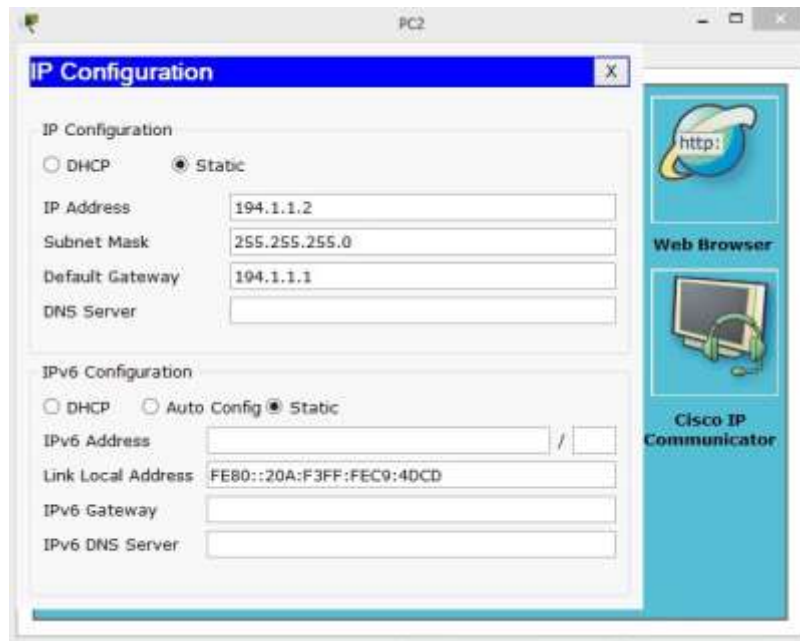 PC2
IP Configuration X
http:
IP Configuration
DHCP Static
IP Address 194.1.1.2
Subnet Mask 255.255.255.0
Web Browser
Default Gateway 194.1.1.1
DNS Server
IPv6 Configuration
DHCP Auto Config Static
IPv6 Address /
Cisco IP
Communicator
Link Local Address FE80::20A:F3FF:FEC9:4DCD
IPv6 Gateway
IPv6 DNS Server